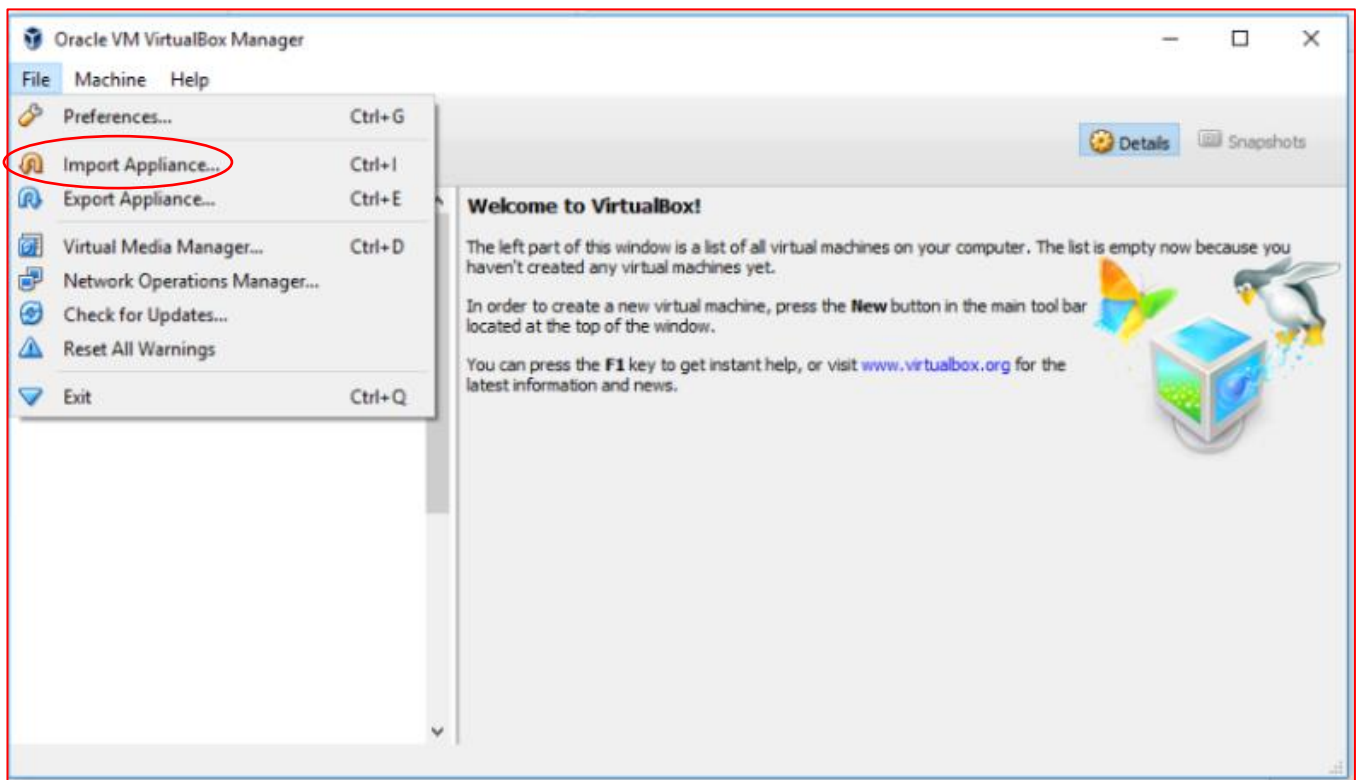 Oracle VM VirtualBox Manager
File Machine Help
Preferences... Ctrl+G
Import Appliance... Ctrl+I
Export Appliance... Ctrl+E
Virtual Media Manager... Ctrl+D
Network Operations Manager...
Check for Updates...
Reset All Warnings
Exit Ctrl+Q
Details Snapshots
Welcome to VirtualBox!
The left part of this window is a list of all virtual machines on your computer. The list is empty now because you
haven't created any virtual machines yet.
In order to create a new virtual machine, press the New button in the main tool bar
located at the top of the window.
You can press the F1 key to get instant help, or visit www.virtualbox.org for the
latest information and news.